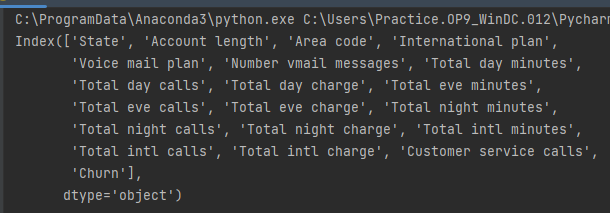 C:\ProgramData\Anaconda3\python.exe C:\Users\Practice.OP9_WinDC.012\Pycharm
Index(['State', 'Account length', 'Area code', 'International plan',
'Voice mail plan', 'Number vmail messages', 'Total day minutes',
'Total day calls', 'Total day charge', 'Total eve minutes',
'Total eve calls', 'Total eve charge', 'Total night minutes',
'Total night calls', 'Total night charge', 'Total intl minutes',
'Total intl calls', 'Total intl charge', 'Customer service calls',
'Churn'],
dtype='object')